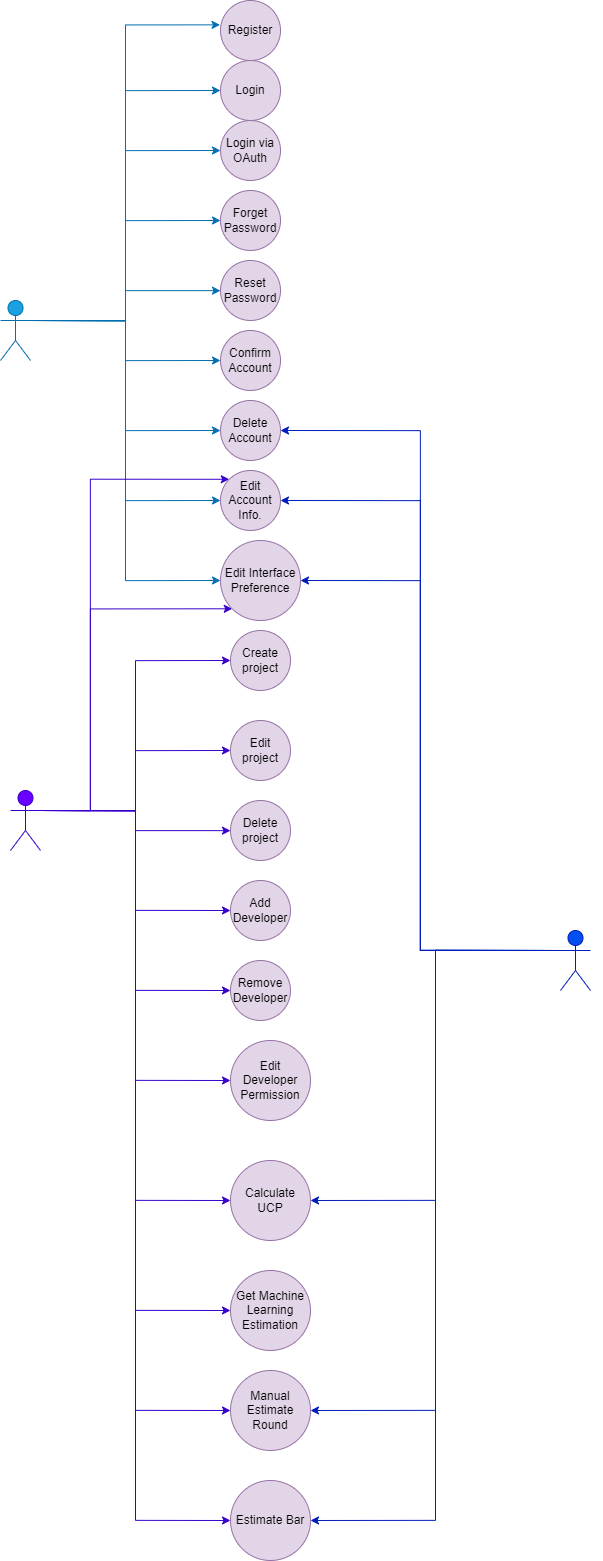 Register
Login
Login via
OAuth
Forget
Password
Reset
Password
Confirm
Account
Delete
Account
Edit
Account
Info.
Edit Interface
Preference
Create
project
Edit
project
Delete
project
Add
Developer
Remove
Developer
Edit
Developer
Permission
Calculate
UCP
Get Machine
Learning
Estimation
Manual
Estimate
Round
Estimate Bar